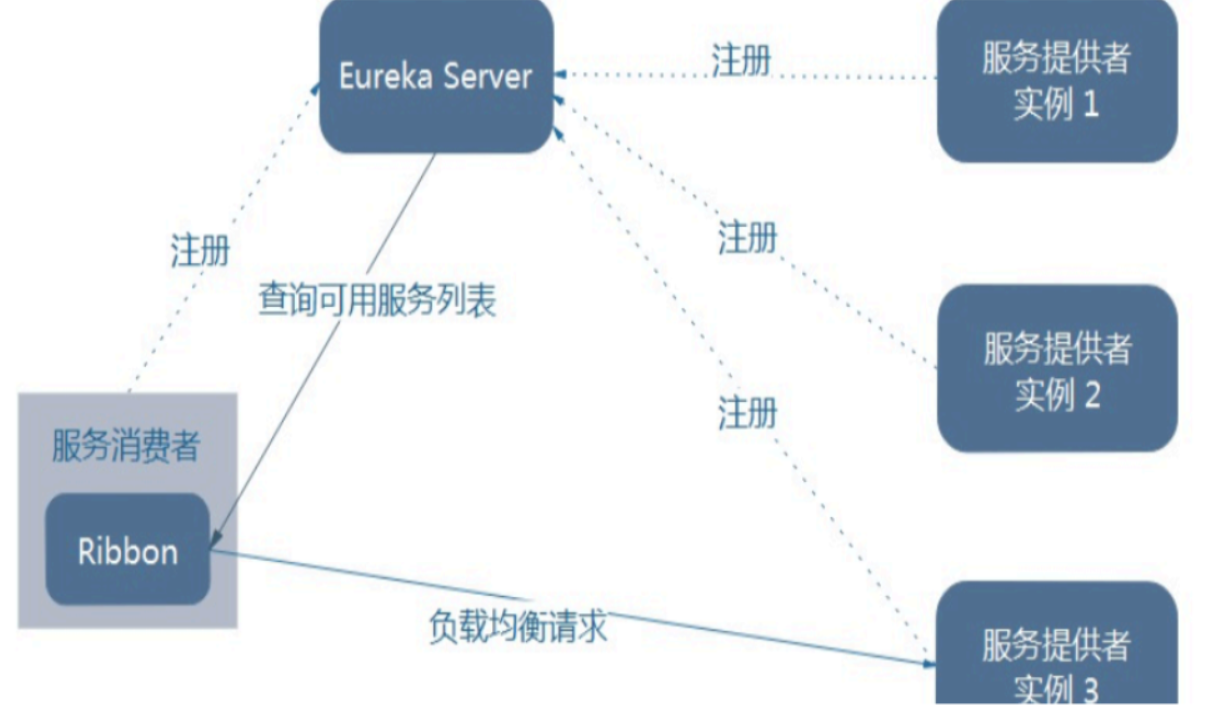 Eureka Server
注册
服务提供者
实例 1
注册
注册
查询可用服务列表
服务提供者
实例 2
注册
服务消费者
Ribbon
负载均衡请求
服务提供者
实例 3